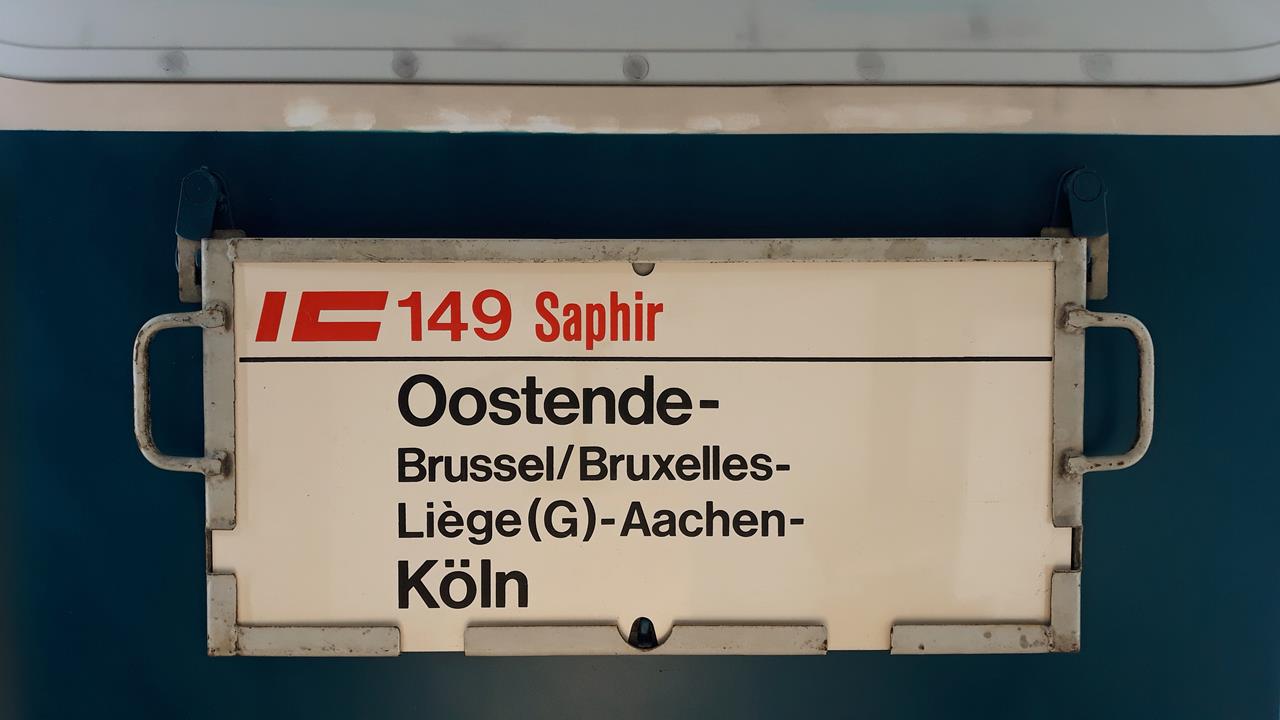 IC 149 Saphir
Oostende-
Brussel/Bruxelles-
Liège(G)-Aachen-
Köln